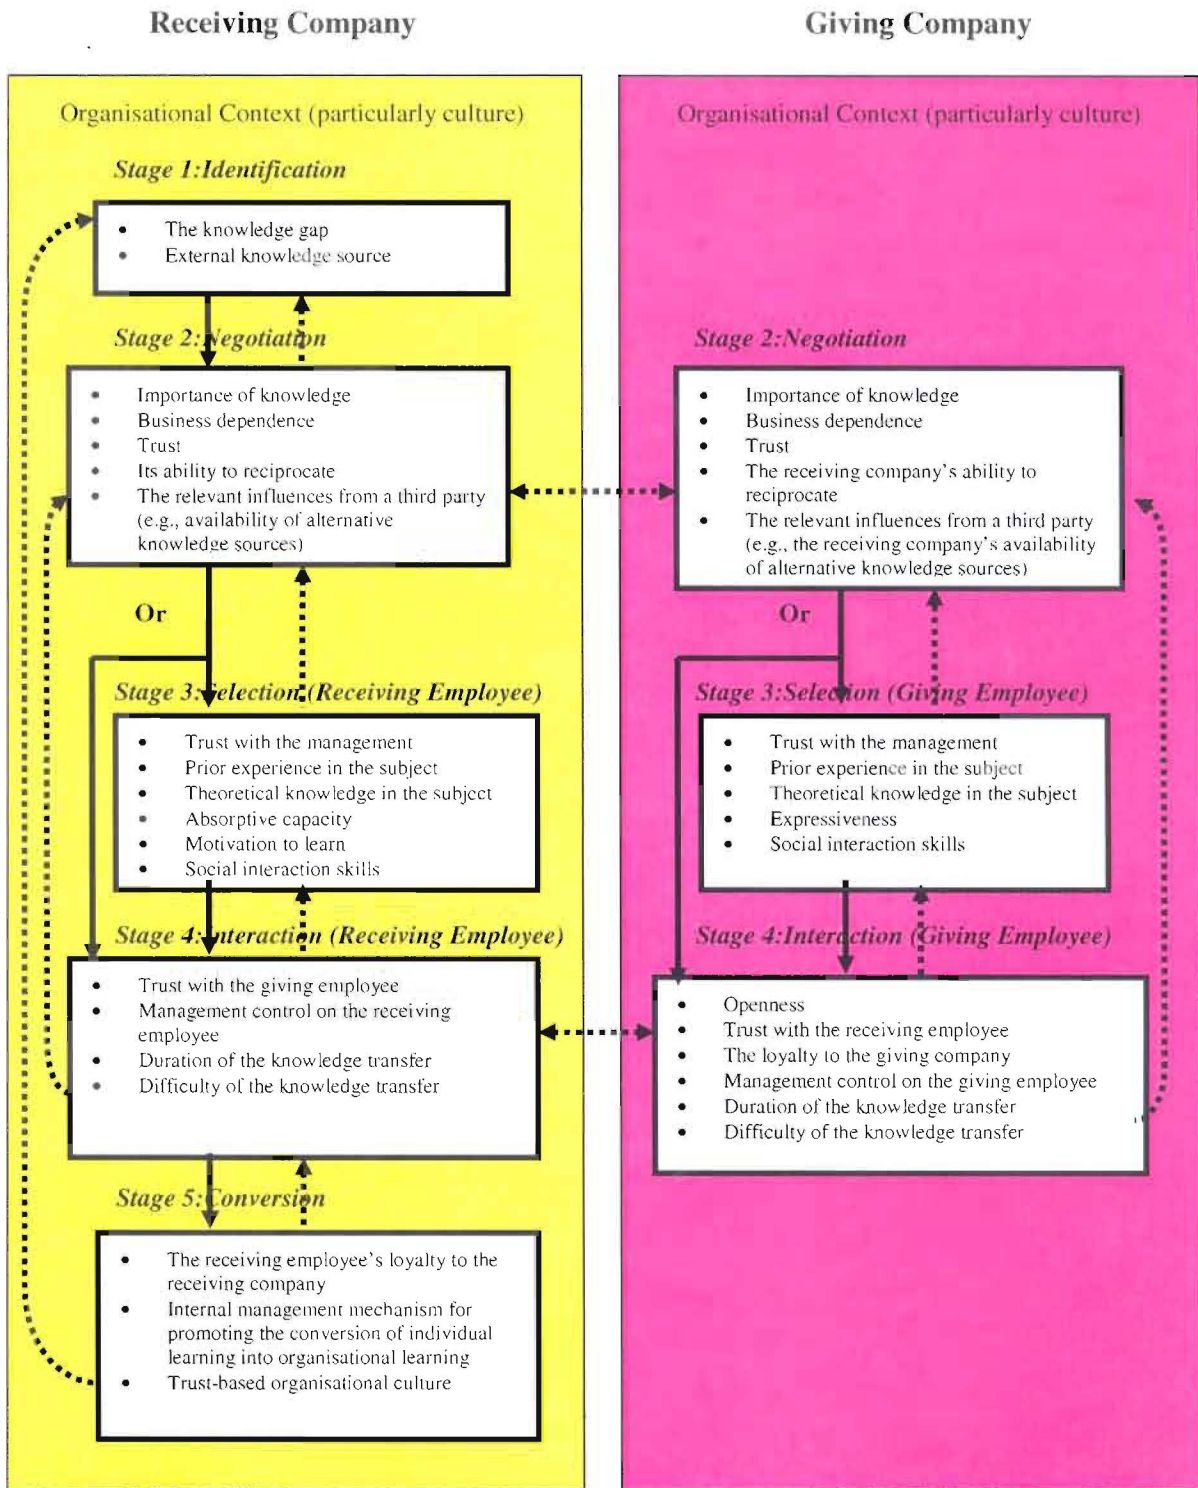 Receiving Company
Giving Company
Organisational Context (particularly culture)
Stage 1:Identification
• The knowledge gap
• External knowledge source
Stage 2:Negotiation
• Importance of knowledge
• Business dependence
• Trust
• Its ability to reciprocate
• The relevant influences from a third party
(e.g., availability of alternative
knowledge sources)
Or
Stage 3:Selection (Receiving Employee)
• Trust with the management
• Prior experience in the subject
• Theoretical knowledge in the subject
• Absorptive capacity
• Motivation to learn
• Social interaction skills
Stage 4:Interaction (Receiving Employee)
• Trust with the giving employee
• Management control on the receiving
employee
• Duration of the knowledge transfer
• Difficulty of the knowledge transfer
Stage 5:Conversion
• The receiving employee's loyalty to the
receiving company
• Internal management mechanism for
promoting the conversion of individual
learning into organisational learning
• Trust-based organisational culture
Organisational Context (particularly culture)
Stage 2:Negotiation
• Importance of knowledge
• Business dependence
• Trust
• The receiving company's ability to
reciprocate
• The relevant influences from a third party
(e.g., the receiving company's availability
of alternative knowledge sources)
Or
Stage 3:Selection (Giving Employee)
• Trust with the management
• Prior experience in the subject
• Theoretical knowledge in the subject
• Expressiveness
• Social interaction skills
Stage 4:Interaction (Giving Employee)
• Openness
• Trust with the receiving employee
• The loyalty to the giving company
• Management control on the giving employee
• Duration of the knowledge transfer
• Difficulty of the knowledge transfer